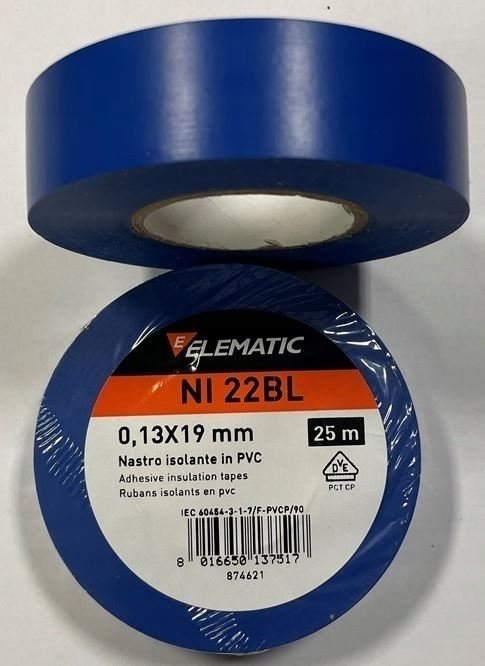 E ELEMATIC
NI 22BL
0,13X19 mm
25 m
Nastro isolante in PVC
Adhesive insulation tapes
Rubans isolants en pvc
DVE
PCT CP
IEC 60454-3-1-7/F-PVCP/90
8 016650 137517
874621